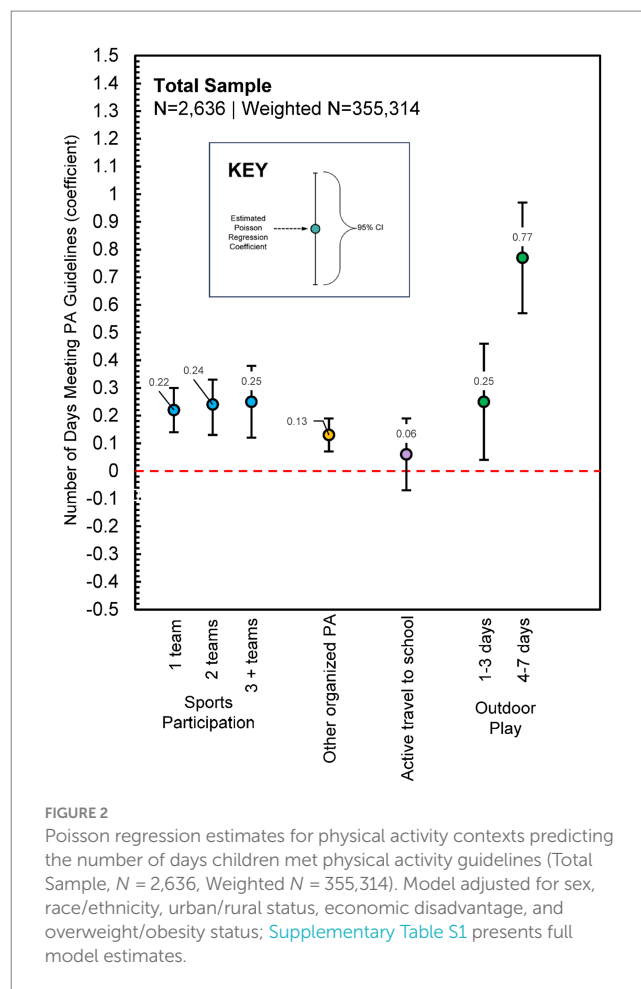 1.5
1.4
1.3
1.2
1.1
1
0.9
0.8
0.7
0.6
0.5
0.4
0.3
0.2
0.1
0
-0.1
-0.2
-0.3
-0.4
-0.5
Number of Days Meeting PA Guidelines (coefficient)
Total Sample
N=2,636 | Weighted N=355,314
KEY
Estimated
Poisson
Regression
Coefficient
95% CI
0.22
0.24
0.25
0.13
0.06
0.25
0.77
1 team
2 teams
3 + teams
Sports
Participation
Other organized PA
Active travel to school
1-3 days
4-7 days
Outdoor
Play
FIGURE 2
Poisson regression estimates for physical activity contexts predicting
the number of days children met physical activity guidelines (Total
Sample, N = 2,636, Weighted N = 355,314). Model adjusted for sex,
race/ethnicity, urban/rural status, economic disadvantage, and
overweight/obesity status; Supplementary Table S1 presents full
model estimates.